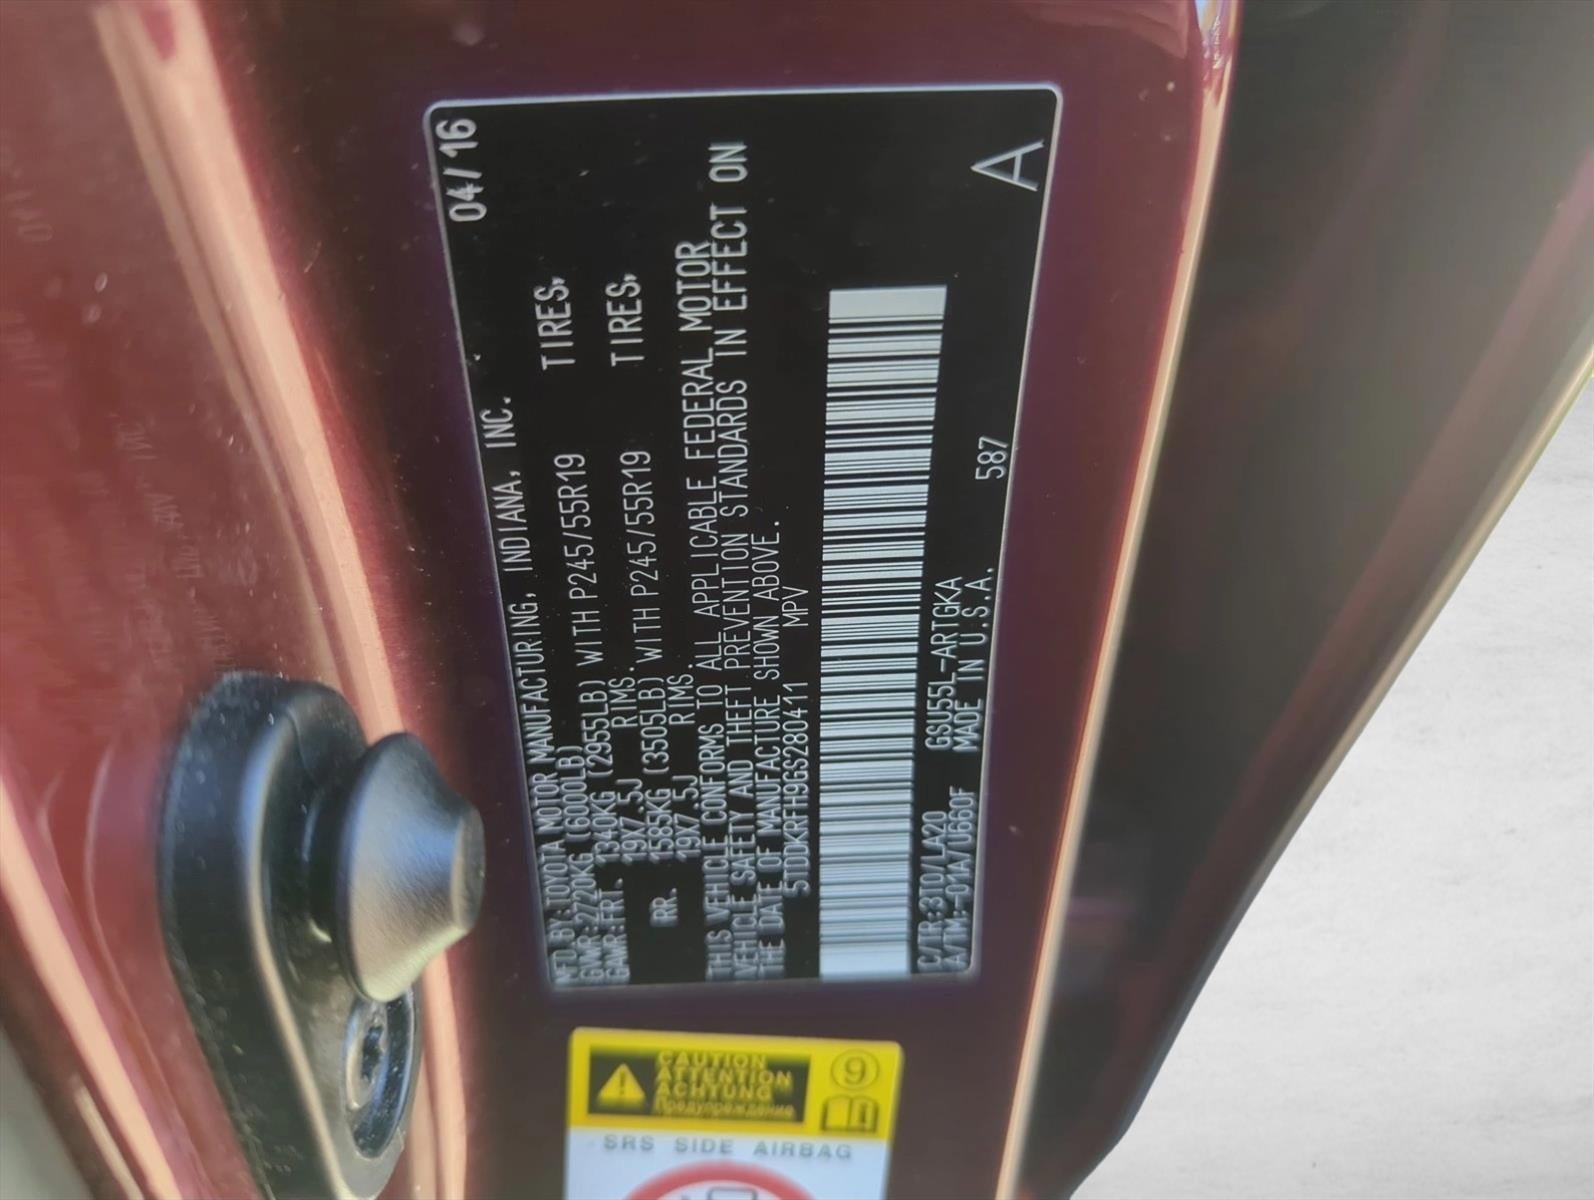 MFD.BY:TOYOTA MOTOR MANUFACTURING, INDIANA, INC. 04/16
GVWR:2720KG (6000LB)
GAWR:FRT. 1340KG (2955LB) WITH P245/55R19 TIRES,
19X7.5J RIMS.
RR. 1585KG (3505LB) WITH P245/55R19 TIRES,
19X7.5J RIMS.
THIS VEHICLE CONFORMS TO ALL APPLICABLE FEDERAL MOTOR
VEHICLE SAFETY AND THEFT PREVENTION STANDARDS IN EFFECT ON
THE DATE OF MANUFACTURE SHOWN ABOVE.
5TDDKRFH9GS280411 MPV
C/TR:3T0/LA20 GSU55L-ARTGKA
A/TM:-01A/U660F MADE IN U.S.A. 587
A
CAUTION
ATTENTION
ACHTUNG
Предупреждение
9
SRS SIDE AIRBAG